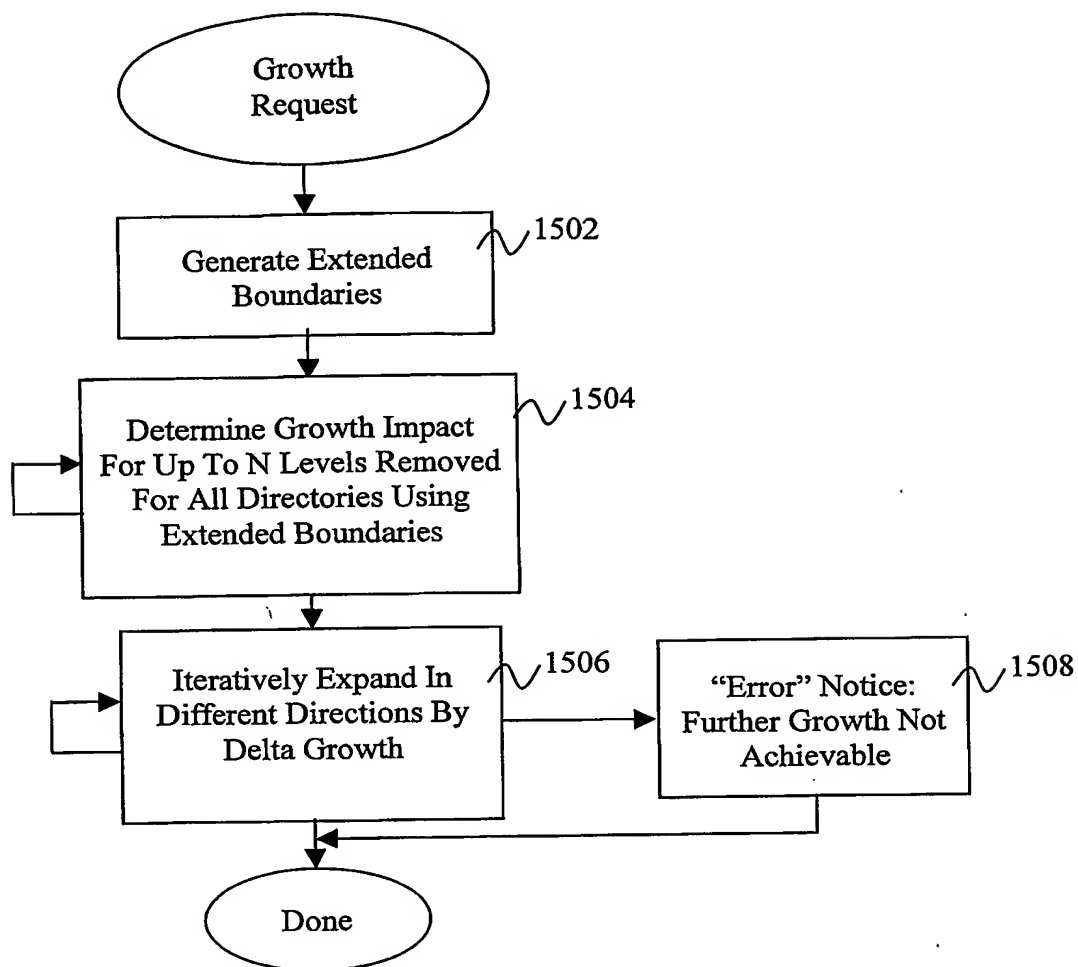 Growth
Request
1502
Generate Extended
Boundaries
1504
Determine Growth Impact
For Up To N Levels Removed
For All Directories Using
Extended Boundaries
1506
Iteratively Expand In
Different Directions By
Delta Growth
1508
“Error” Notice:
Further Growth Not
Achievable
Done